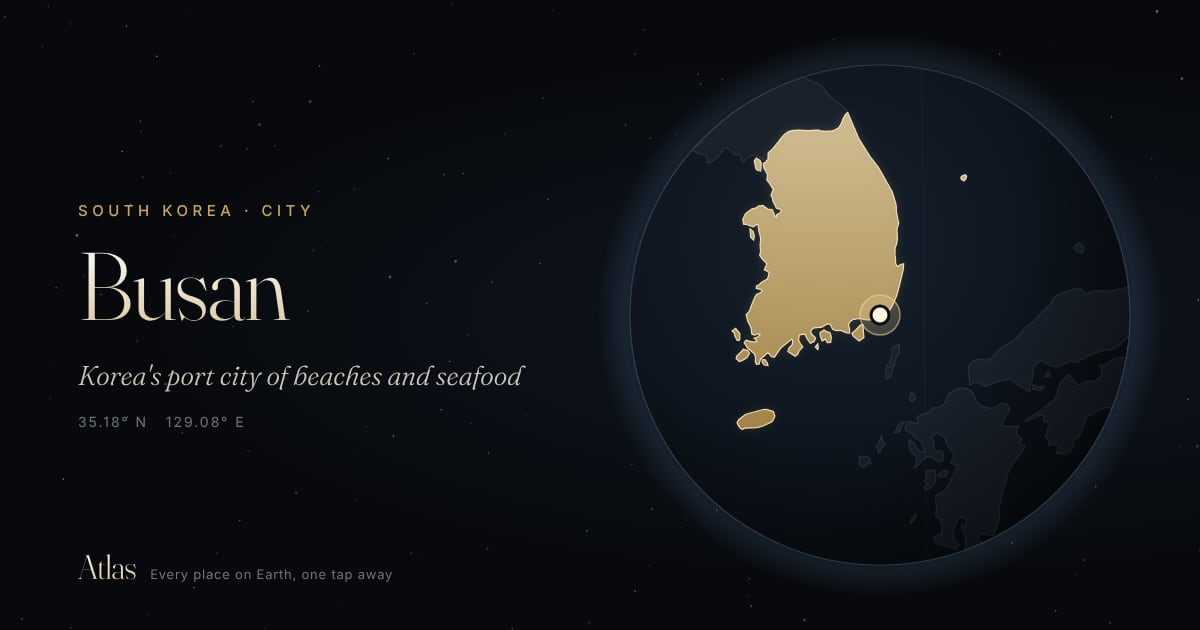 SOUTH KOREA · CITY
Busan
Korea's port city of beaches and seafood
35.18° N 129.08° E
Atlas Every place on Earth, one tap away